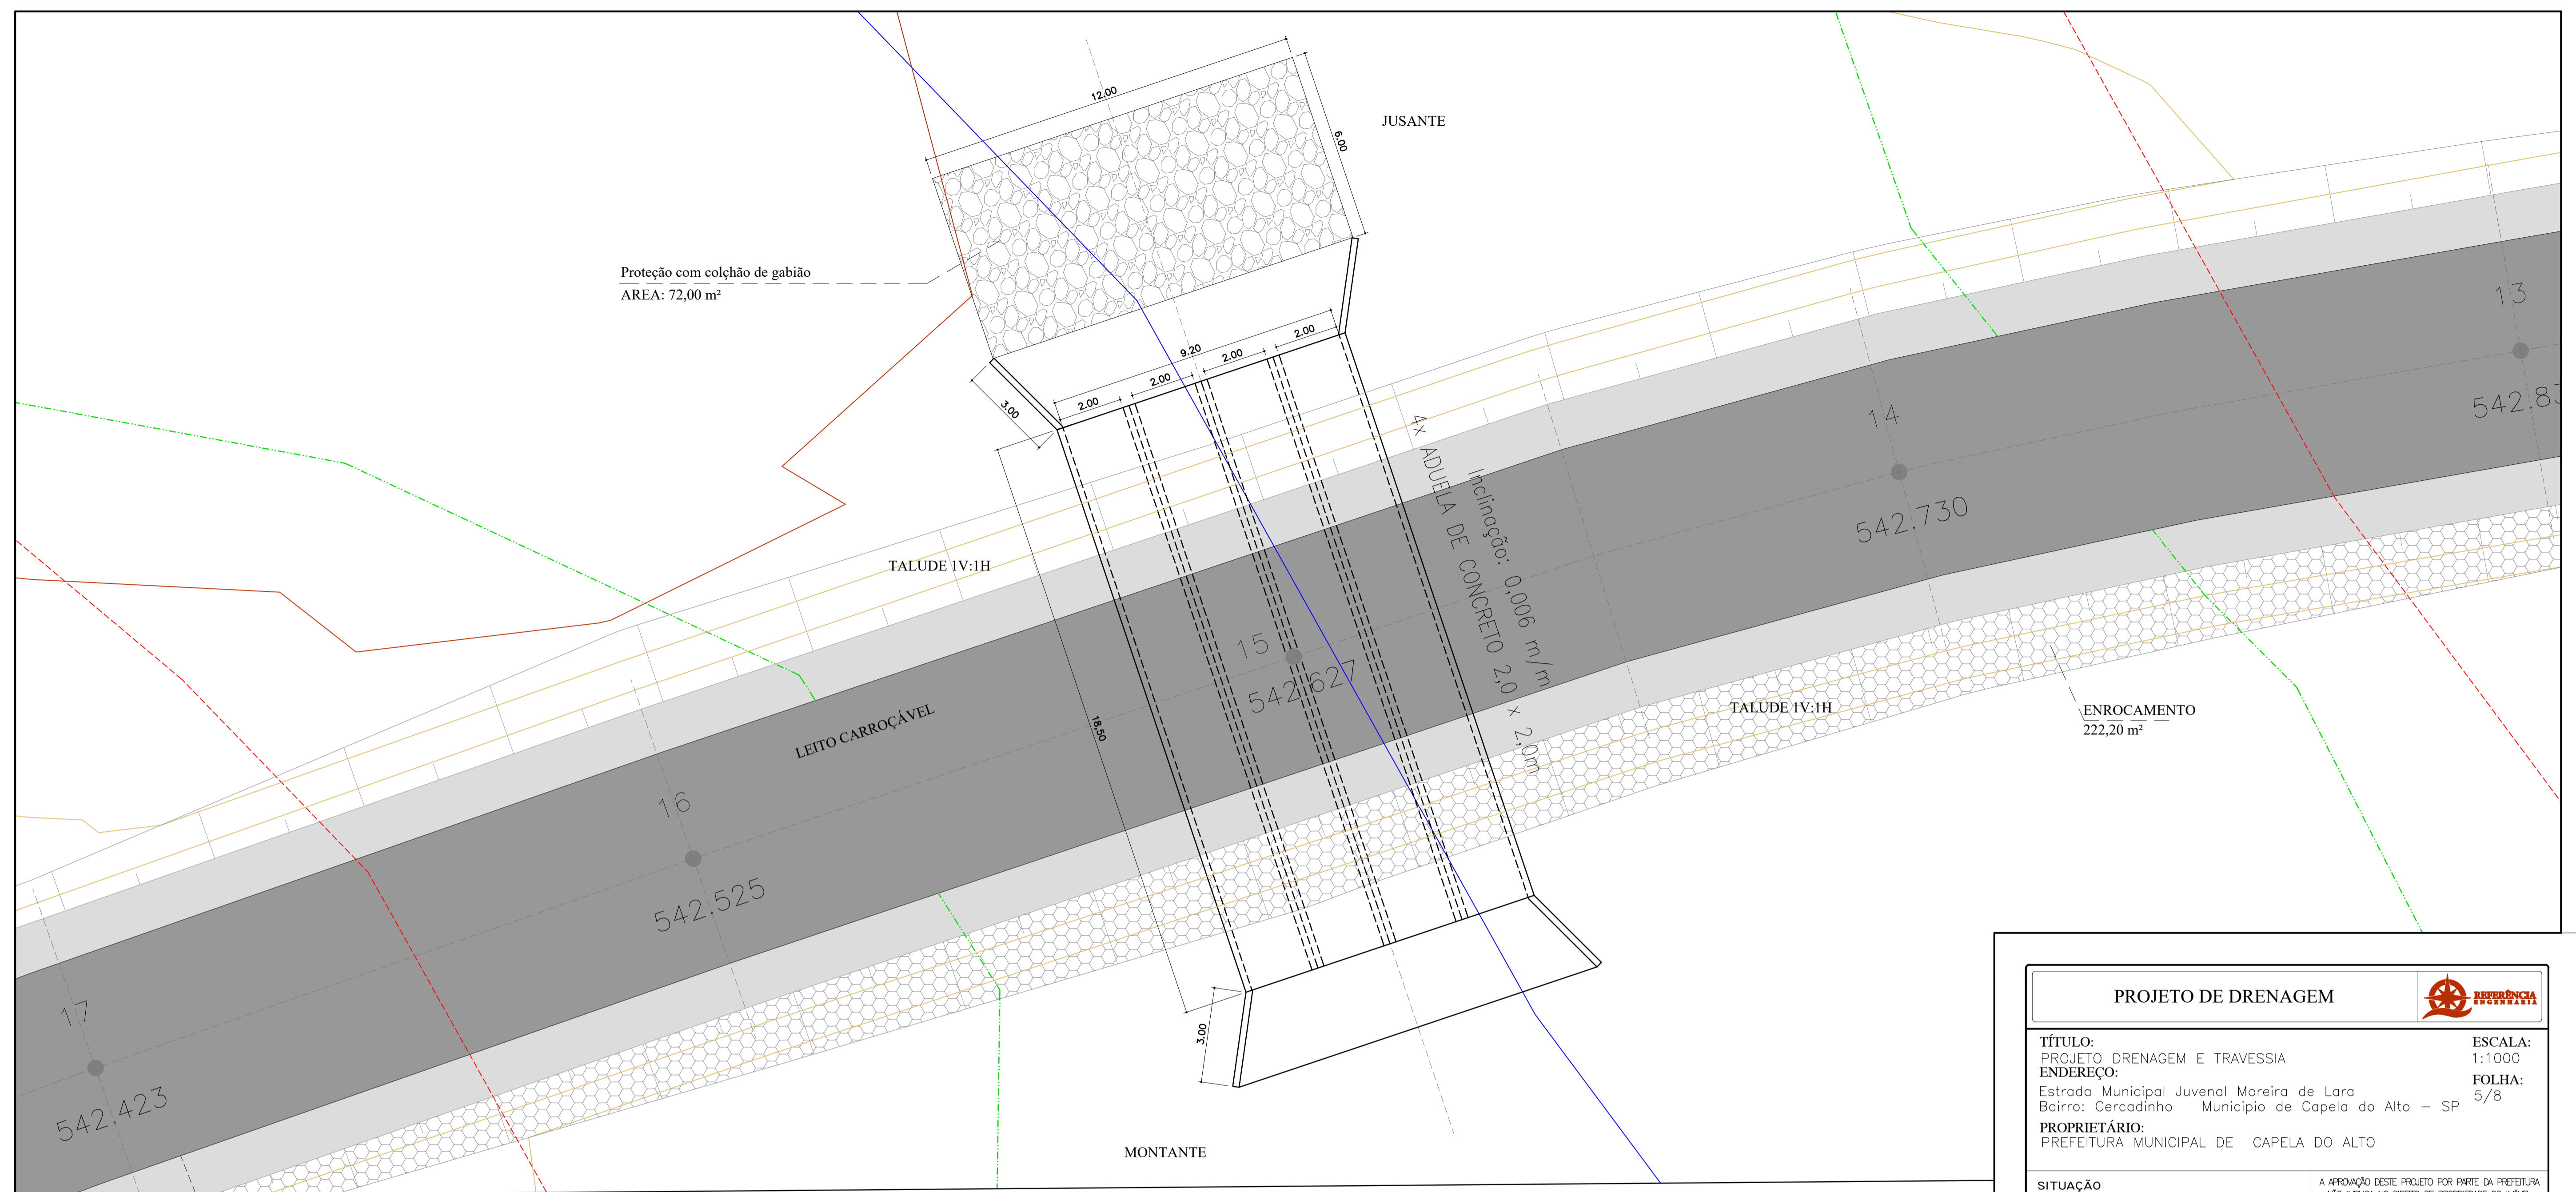 12.00
JUSANTE
6.00
Proteção com colçhão de gabião
AREA: 72,00 m²
9.20
2.00
2.00
2.00
2.00
3.00
13
542.83
14
542.730
4x ADUELA DE CONCRETO 2,0 x 2,0m
Inclinação: 0,006 m/m
TALUDE 1V:1H
15
542.627
18.50
LEITO CARROÇÁVEL
TALUDE 1V:1H
ENROCAMENTO
222,20 m²
16
542.525
17
542.423
3.00
MONTANTE
PROJETO DE DRENAGEM
REFERÊNCIA
ENGENHARIA
TÍTULO:
PROJETO DRENAGEM E TRAVESSIA
ESCALA:
1:1000
ENDEREÇO:
Estrada Municipal Juvenal Moreira de Lara
Bairro: Cercadinho Municipio de Capela do Alto – SP
FOLHA:
5/8
PROPRIETÁRIO:
PREFEITURA MUNICIPAL DE CAPELA DO ALTO
SITUAÇÃO
A APROVAÇÃO DESTE PROJETO POR PARTE DA PREFEITURA